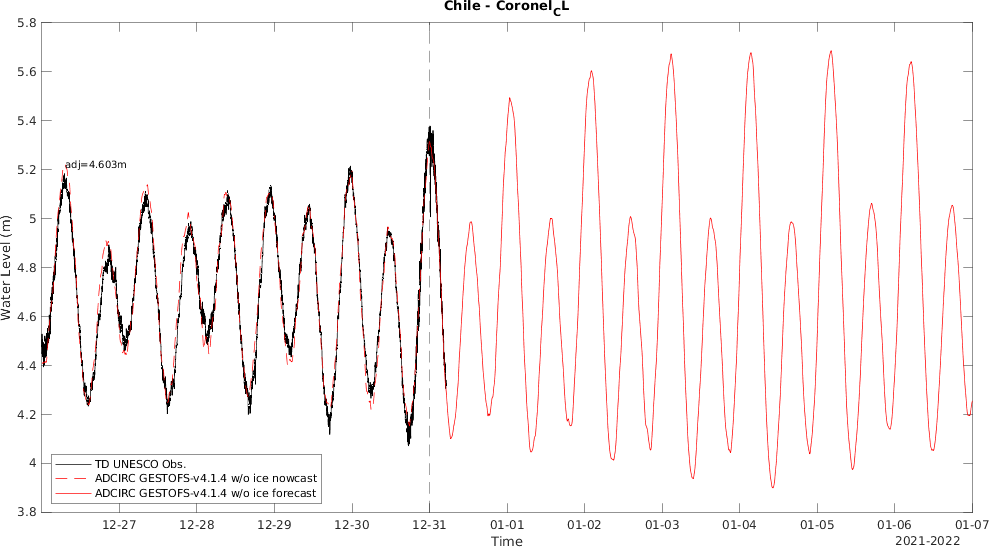 Chile - Coronel_CL
5.8
5.6
5.4
5.2
5
4.8
4.6
4.4
4.2
4
3.8
Water Level (m)
adj=4.603m
TD UNESCO Obs.
ADCIRC GESTOFS-v4.1.4 w/o ice nowcast
ADCIRC GESTOFS-v4.1.4 w/o ice forecast
12-27 12-28 12-29 12-30 12-31 01-01 01-02 01-03 01-04 01-05 01-06 01-07
Time
2021-2022